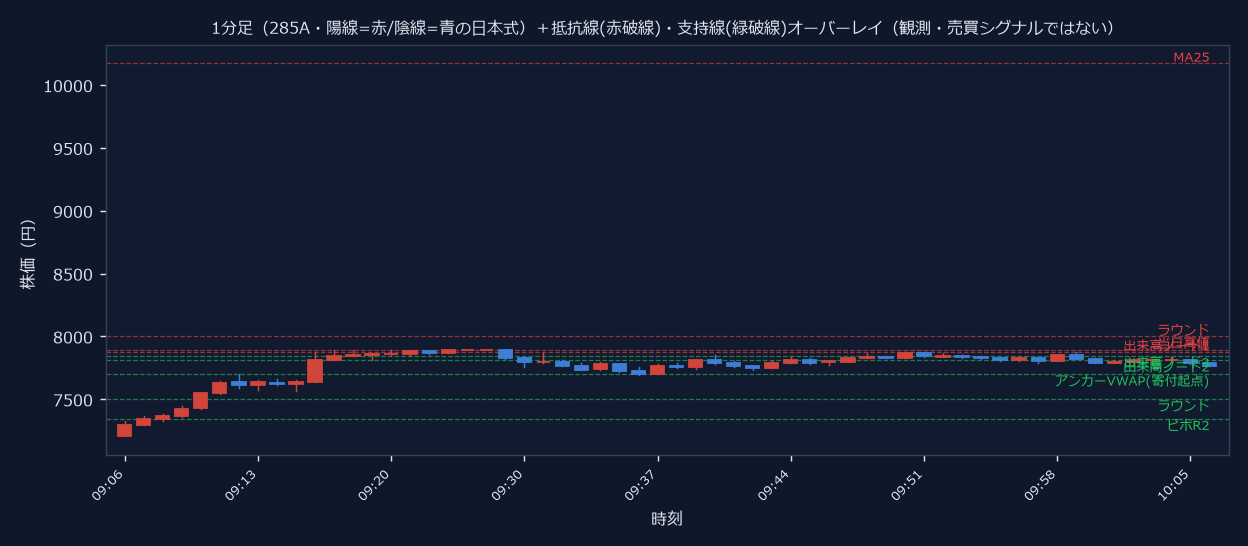 1分足（285A・陽線=赤/陰線=青の日本式）＋抵抗線(赤破線)・支持線(緑破線)オーバーレイ（観測・売買シグナルではない）
MA25
10000
9500
9000
8500
8000
7500
株価（円）
ラウンド
当日高値
アンカーVWAP(寄付起点)
ラウンド
ピボR2
09:06
09:13
09:20
09:30
09:37
09:44
09:51
09:58
10:05
時刻